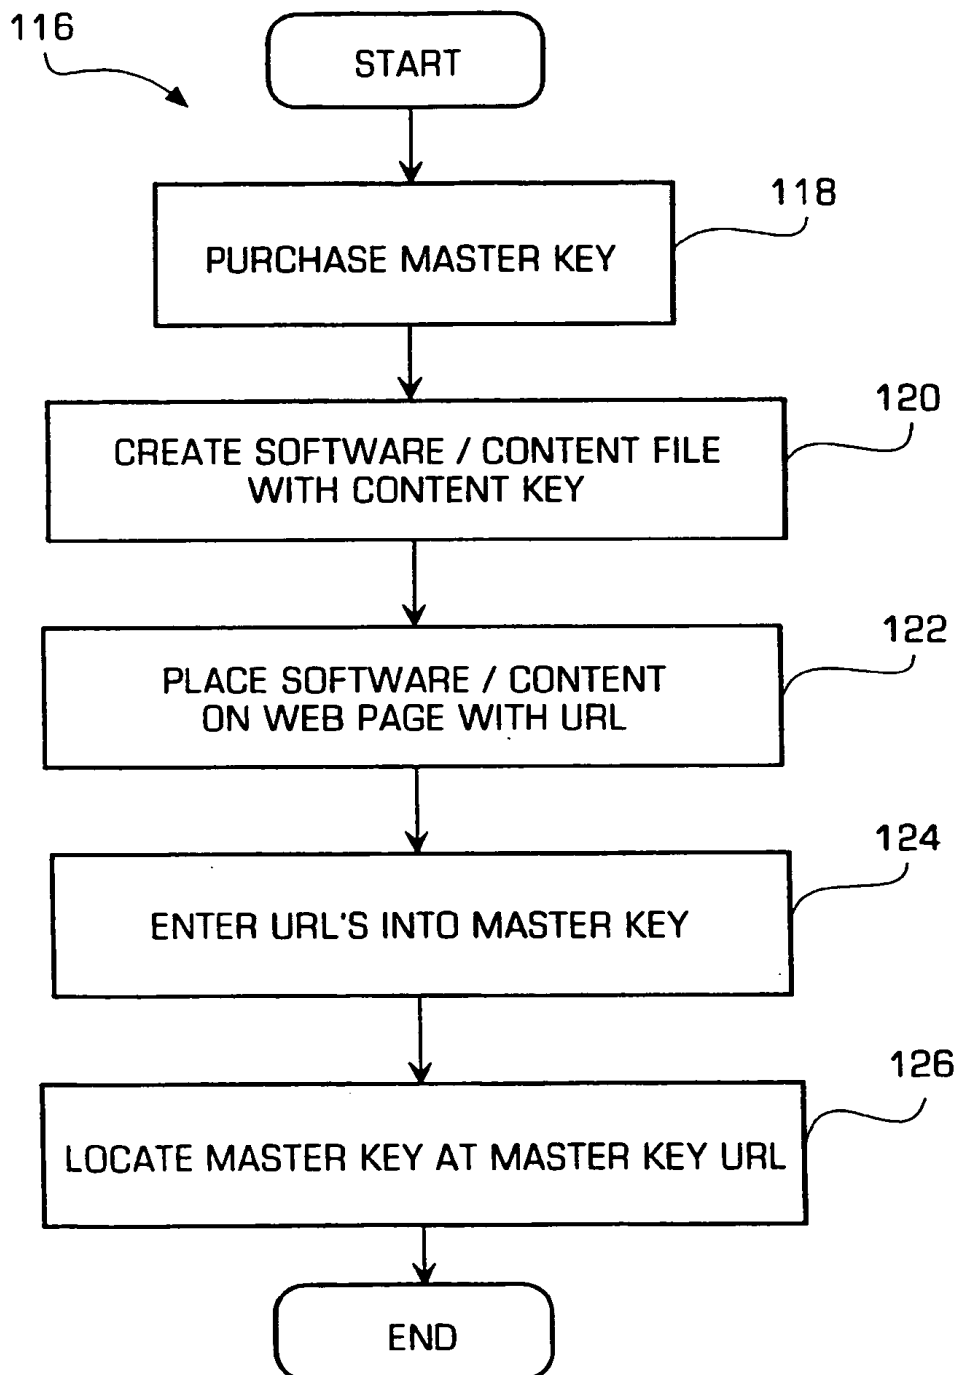 116
START
118
PURCHASE MASTER KEY
120
CREATE SOFTWARE / CONTENT FILE
WITH CONTENT KEY
122
PLACE SOFTWARE / CONTENT
ON WEB PAGE WITH URL
124
ENTER URL'S INTO MASTER KEY
126
LOCATE MASTER KEY AT MASTER KEY URL
END